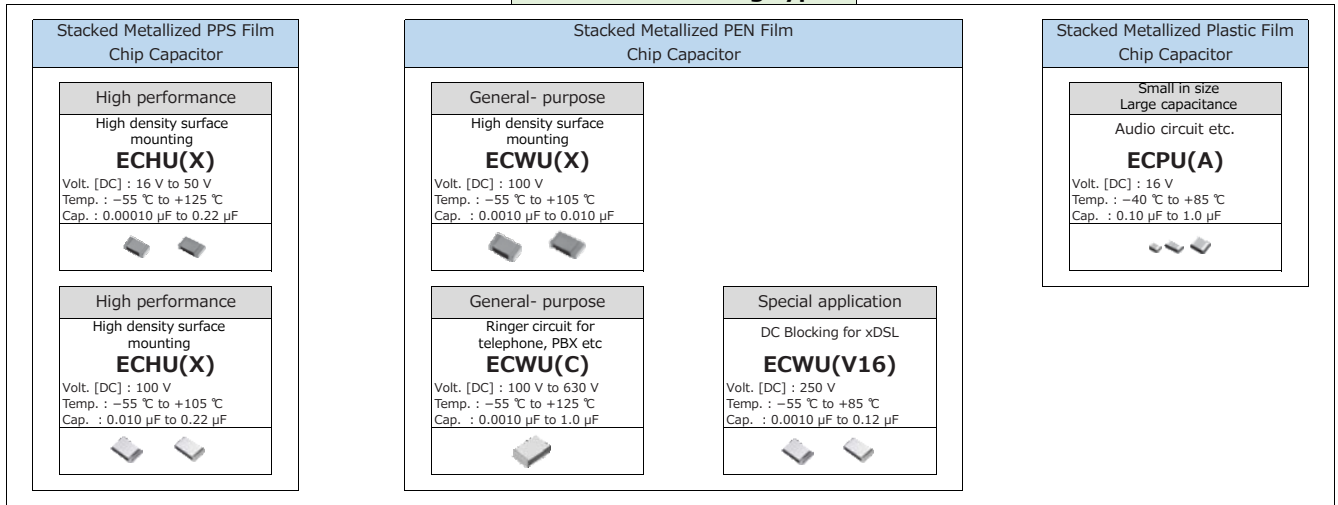 Stacked Metallized PPS Film
Chip Capacitor
High performance
High density surface
mounting
ECHU(X)
Volt. [DC] : 16 V to 50 V
Temp. : −55 ℃ to +125 ℃
Cap. : 0.00010 µF to 0.22 µF
High performance
High density surface
mounting
ECHU(X)
Volt. [DC] : 100 V
Temp. : −55 ℃ to +105 ℃
Cap. : 0.010 µF to 0.22 µF
Stacked Metallized PEN Film
Chip Capacitor
General- purpose
High density surface
mounting
ECWU(X)
Volt. [DC] : 100 V
Temp. : −55 ℃ to +105 ℃
Cap. : 0.0010 µF to 0.010 µF
General- purpose
Ringer circuit for
telephone, PBX etc
ECWU(C)
Volt. [DC] : 100 V to 630 V
Temp. : −55 ℃ to +125 ℃
Cap. : 0.0010 µF to 1.0 µF
Special application
DC Blocking for xDSL
ECWU(V16)
Volt. [DC] : 250 V
Temp. : −55 ℃ to +85 ℃
Cap. : 0.0010 µF to 0.12 µF
Stacked Metallized Plastic Film
Chip Capacitor
Small in size
Large capacitance
Audio circuit etc.
ECPU(A)
Volt. [DC] : 16 V
Temp. : −40 ℃ to +85 ℃
Cap. : 0.10 µF to 1.0 µF